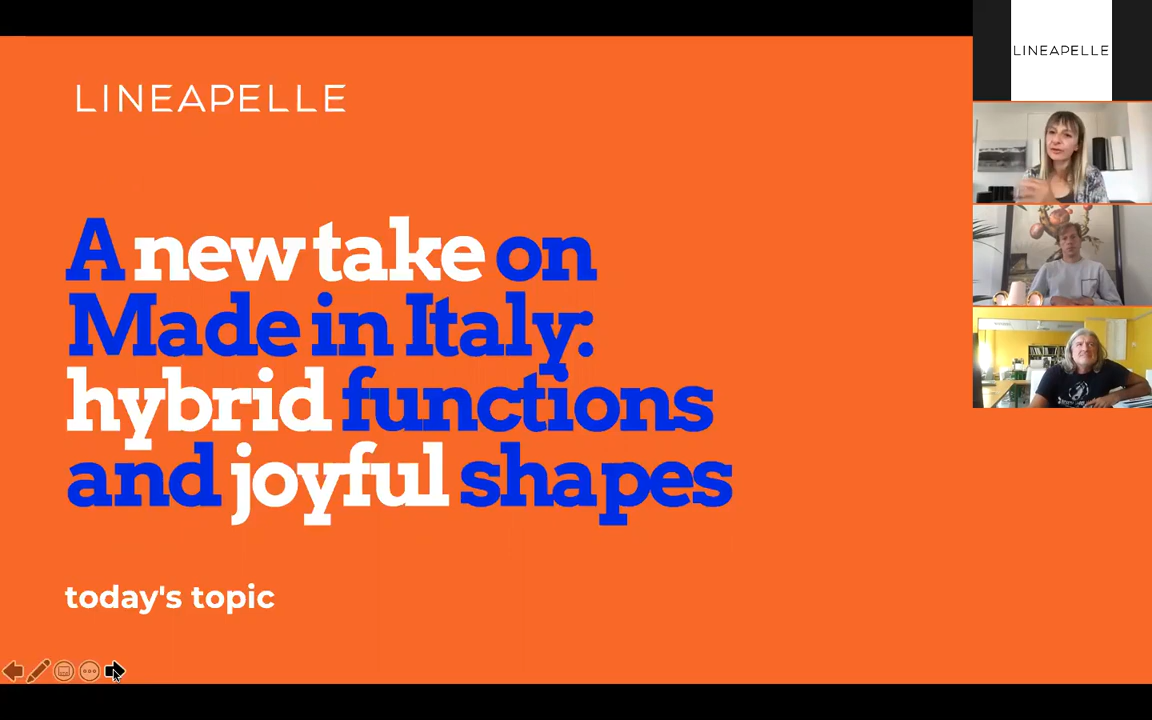 LINEAPELLE
LINEAPELLE
A new take on
Made in Italy:
hybrid functions
and joyful shapes
today's topic